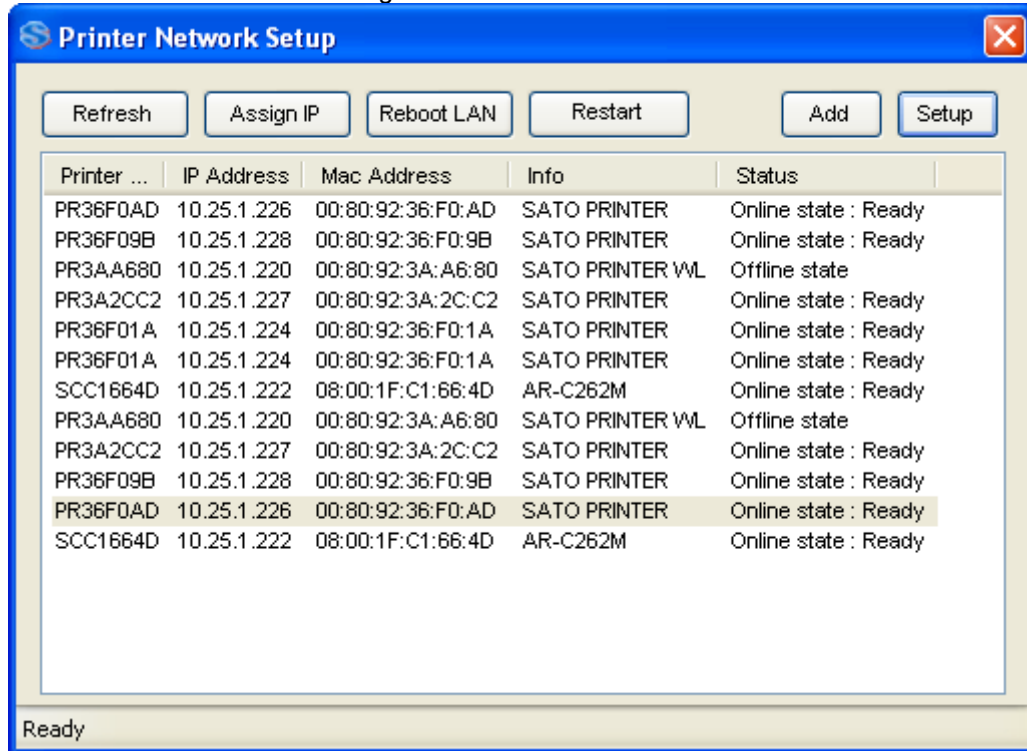 Printer Network Setup
Refresh Assign IP Reboot LAN Restart Add Setup
Printer ... IP Address Mac Address Info Status
PR36F0AD 10.25.1.226 00:80:92:36:F0:AD SATO PRINTER Online state : Ready
PR36F09B 10.25.1.228 00:80:92:36:F0:9B SATO PRINTER Online state : Ready
PR3AA680 10.25.1.220 00:80:92:3A:A6:80 SATO PRINTER WL Offline state
PR3A2CC2 10.25.1.227 00:80:92:3A:2C:C2 SATO PRINTER Online state : Ready
PR36F01A 10.25.1.224 00:80:92:36:F0:1A SATO PRINTER Online state : Ready
PR36F01A 10.25.1.224 00:80:92:36:F0:1A SATO PRINTER Online state : Ready
SCC1664D 10.25.1.222 08:00:1F:C1:66:4D AR-C262M Online state : Ready
PR3AA680 10.25.1.220 00:80:92:3A:A6:80 SATO PRINTER WL Offline state
PR3A2CC2 10.25.1.227 00:80:92:3A:2C:C2 SATO PRINTER Online state : Ready
PR36F09B 10.25.1.228 00:80:92:36:F0:9B SATO PRINTER Online state : Ready
PR36F0AD 10.25.1.226 00:80:92:36:F0:AD SATO PRINTER Online state : Ready
SCC1664D 10.25.1.222 08:00:1F:C1:66:4D AR-C262M Online state : Ready
Ready